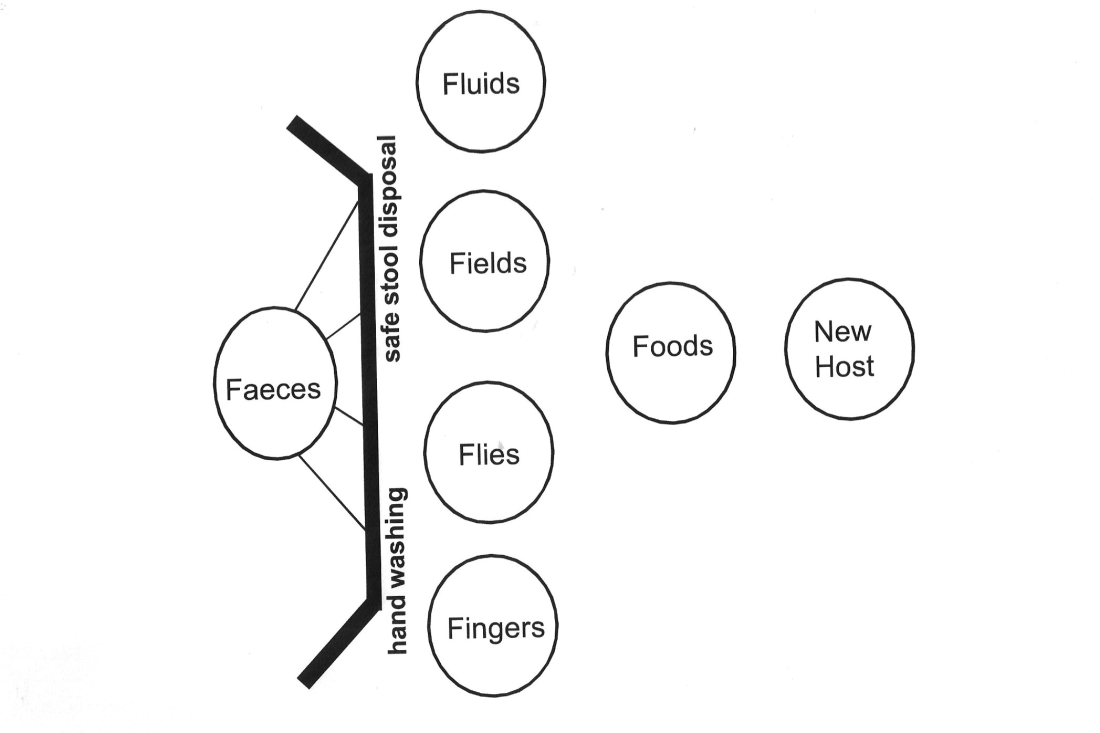 Fluids
safe stool disposal
Fields
Faeces
Foods
New
Host
Flies
hand washing
Fingers